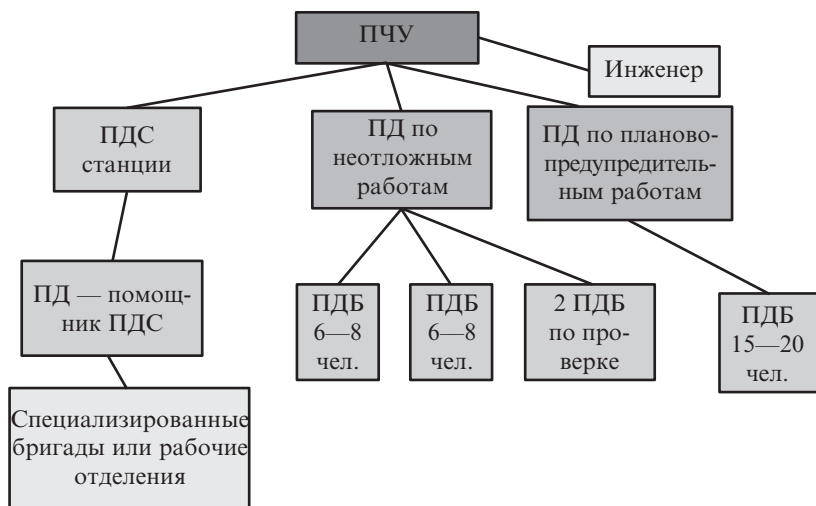 ПЧУ
Инженер
ПДС
станции
ПД по
неотложным
работам
ПД по планово-
предупредитель-
ным работам
ПД — помощ-
ник ПДС
ПДБ
6—8
чел.
ПДБ
6—8
чел.
2 ПДБ
по про-
верке
ПДБ
15—20
чел.
Специализированные
бригады или рабочие
отделения